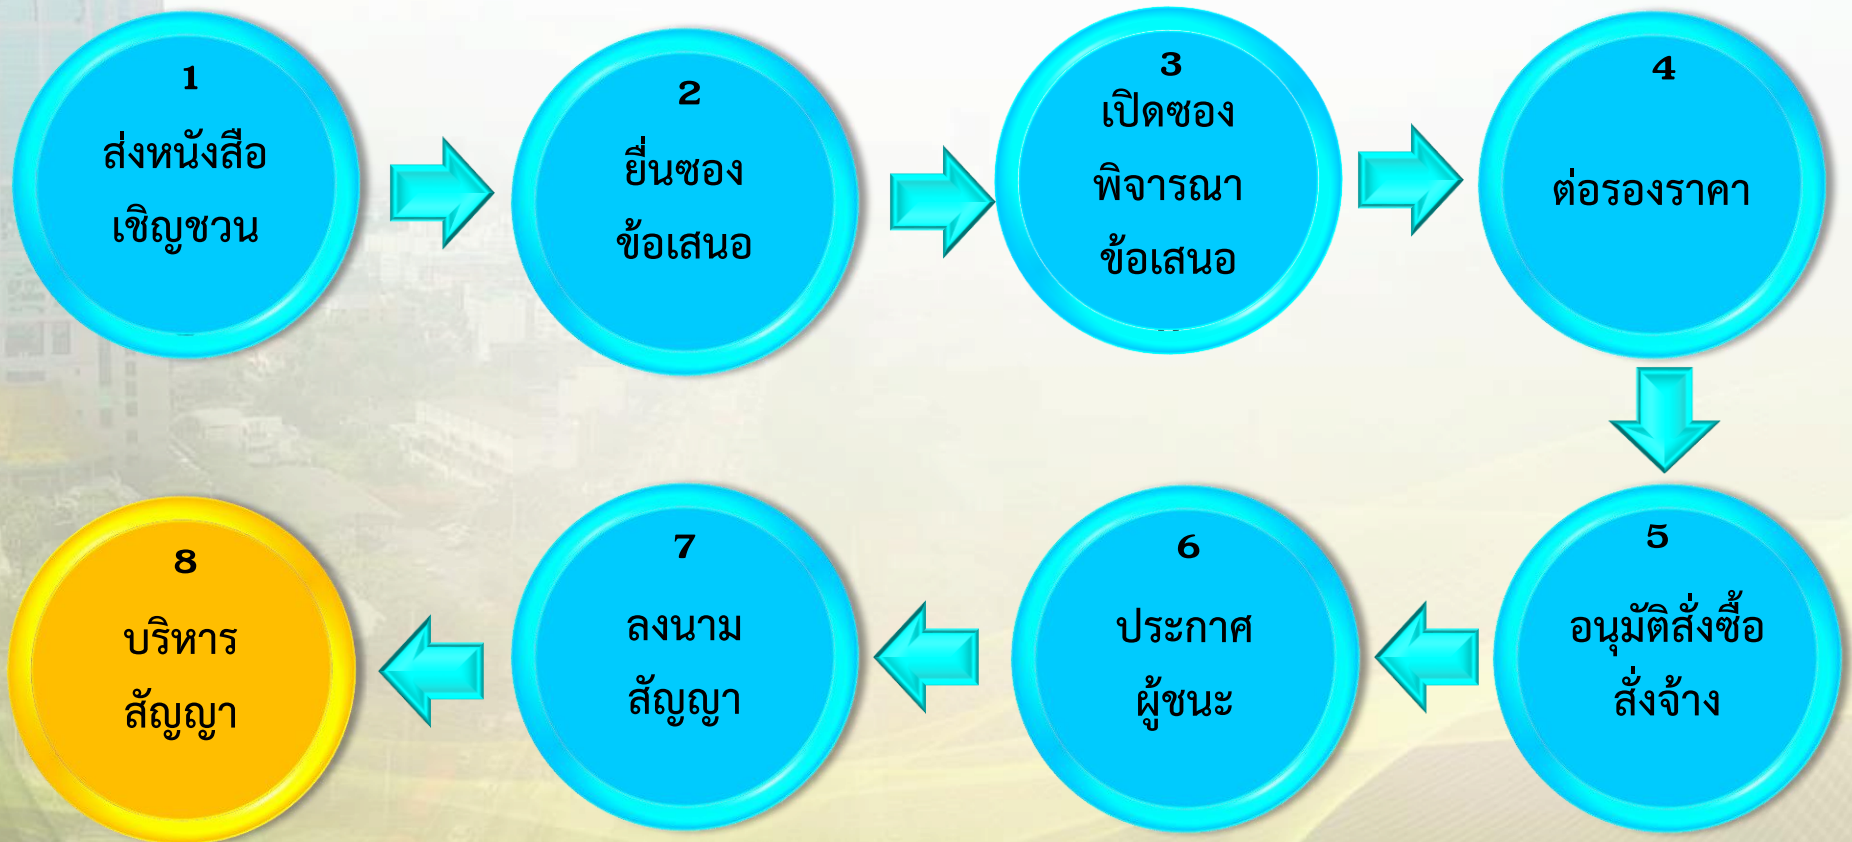 1
ส่งหนังสือ
เชิญชวน
2
ยื่นซอง
ข้อเสนอ
3
เปิดซอง
พิจารณา
ข้อเสนอ
4
ต่อรองราคา
5
อนุมัติสั่งซื้อ
สั่งจ้าง
6
ประกาศ
ผู้ชนะ
7
ลงนาม
สัญญา
8
บริหาร
สัญญา